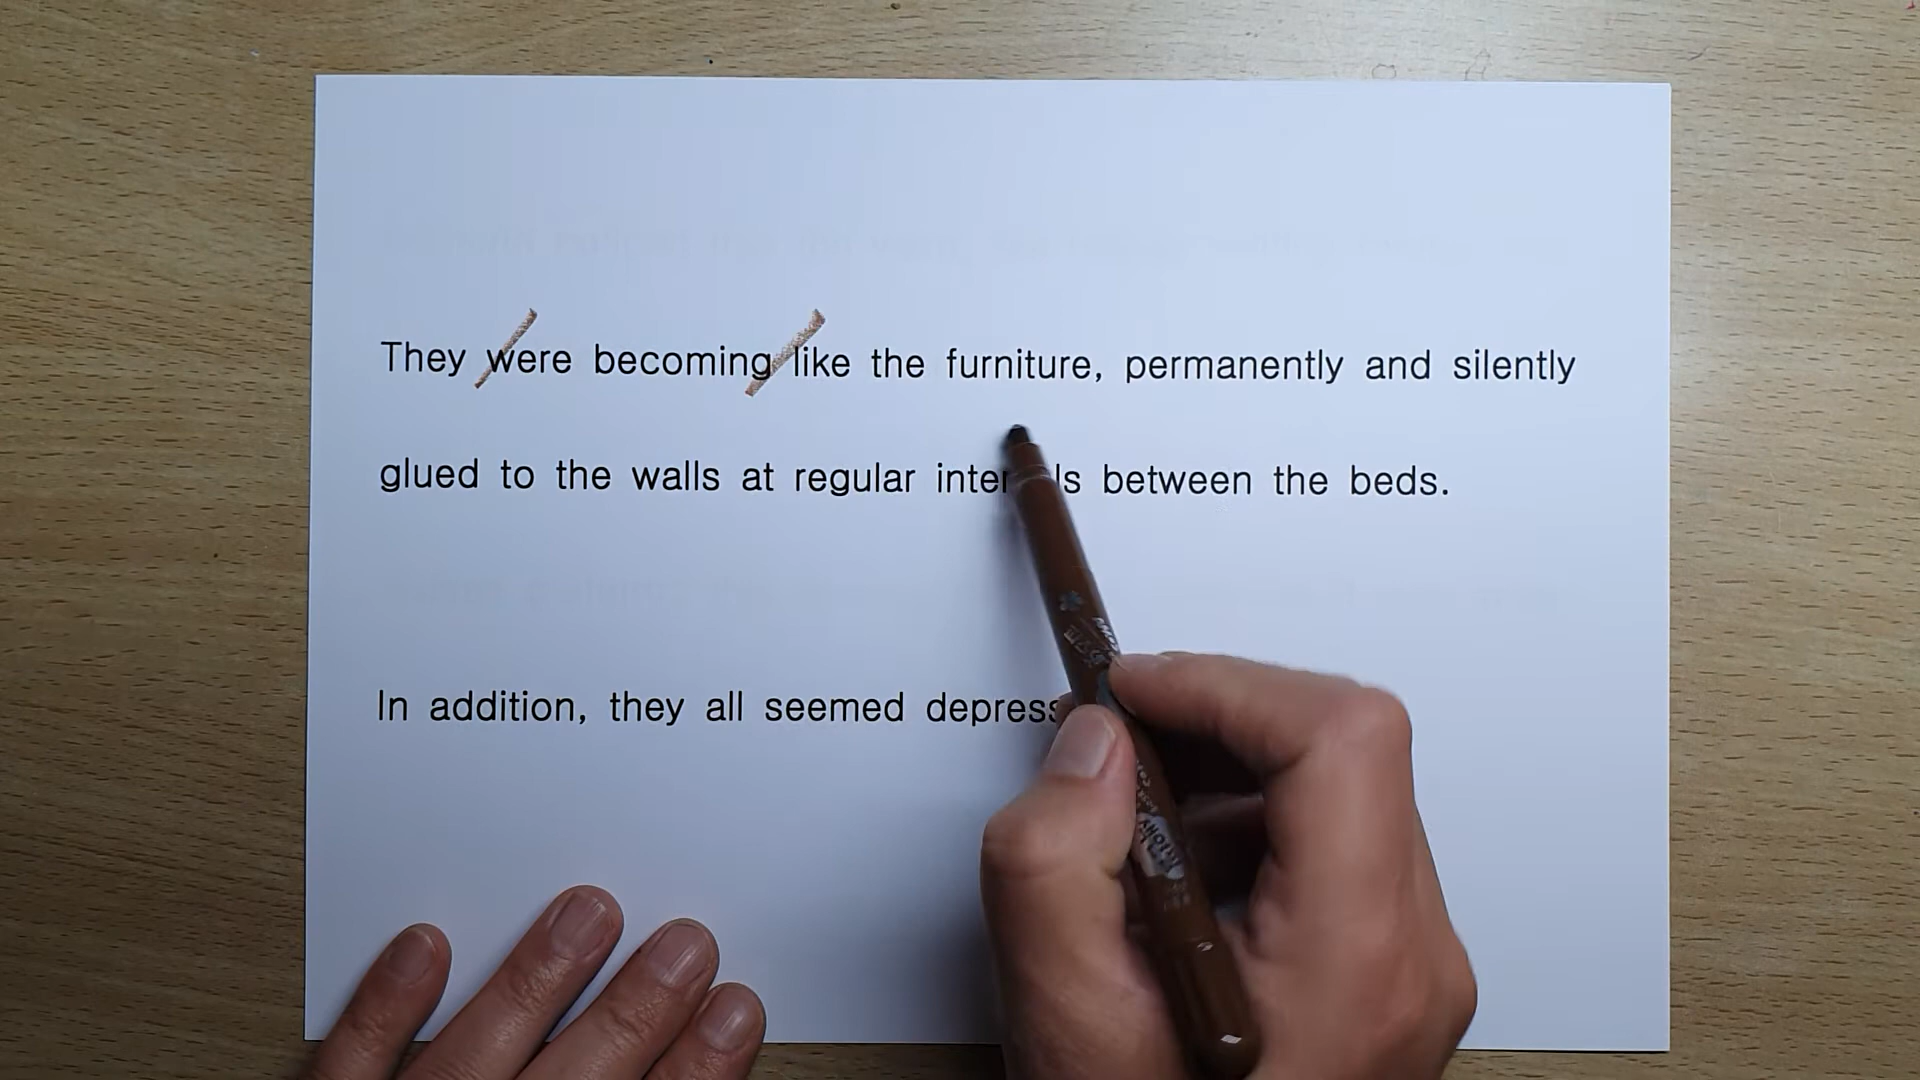 They were becoming like the furniture, permanently and silently
glued to the walls at regular between the beds.
In addition, they all seemed